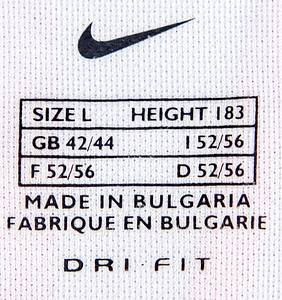 SIZE L HEIGHT 183
GB 42/44 I 52/56
F 52/56 D 52/56
MADE IN BULGARIA
FABRIQUE EN BULGARIE
DRI·FIT